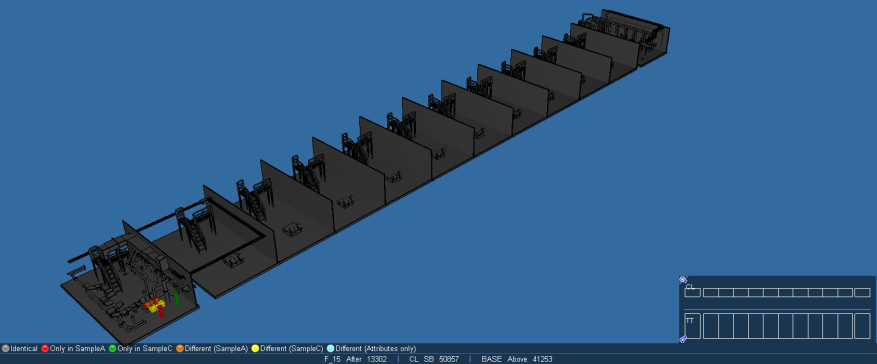 CL
TT
Identical Only in SampleA Only in SampleC Different (SampleA) Different (SampleC) Different (Attributes only)
F_15 After 13302 | CL SB 50857 | BASE Above 41253